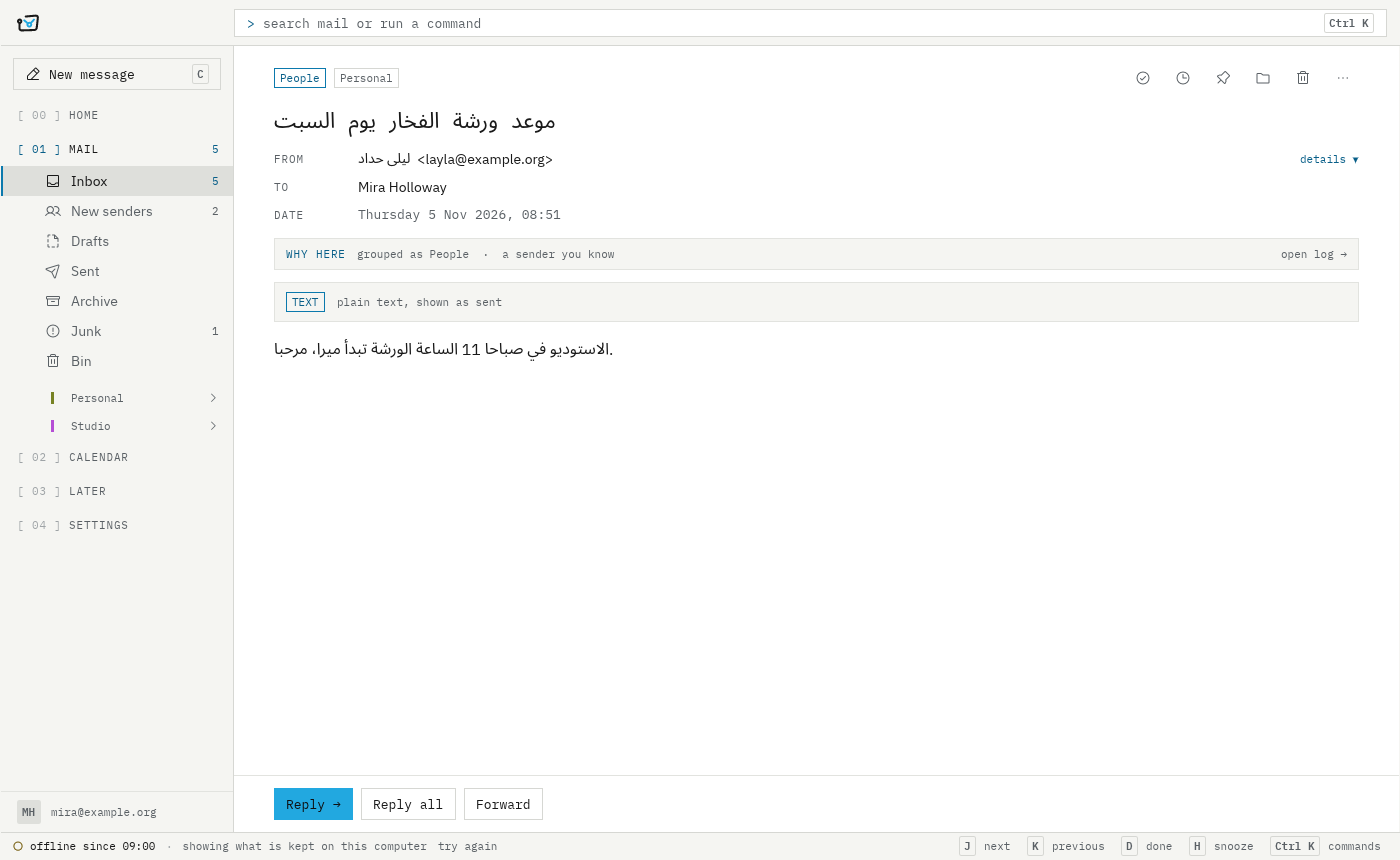 > search mail or run a command
Ctrl K
New message C
[ 00 ] HOME
[ 01 ] MAIL 5
Inbox 5
New senders 2
Drafts
Sent
Archive
Junk 1
Bin
Personal
Studio
[ 02 ] CALENDAR
[ 03 ] LATER
[ 04 ] SETTINGS
MH mira@example.org
People Personal
موعد ورشة الفخار يوم السبت
FROM ليلى حداد <layla@example.org> details ▾
TO Mira Holloway
DATE Thursday 5 Nov 2026, 08:51
WHY HERE grouped as People · a sender you know open log →
TEXT plain text, shown as sent
مرحبا ميرا، تبدأ الورشة الساعة 11 صباحا في الاستوديو.
Reply → Reply all Forward
offline since 09:00 · showing what is kept on this computer try again
J next K previous D done H snooze Ctrl K commands